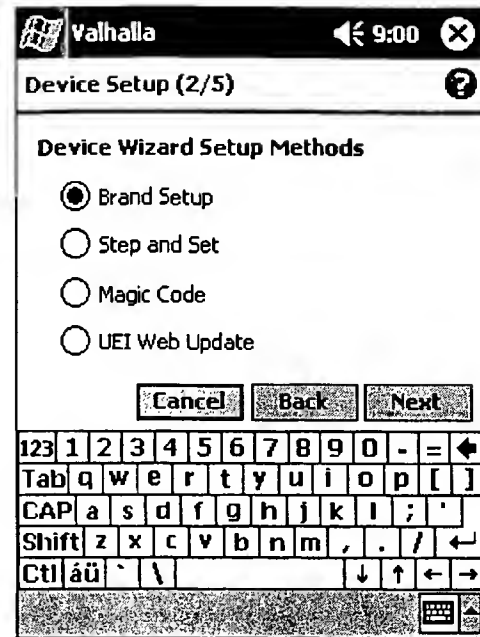 Valhalla 9:00
Device Setup (2/5)
Device Wizard Setup Methods
Brand Setup
Step and Set
Magic Code
UEI Web Update
Cancel Back Next
123 1 2 3 4 5 6 7 8 9 0 - =
Tab q w e r t y u i o p [ ]
CAP a s d f g h j k l ; '
Shift z x c v b n m , . /
Ctl áü ` \